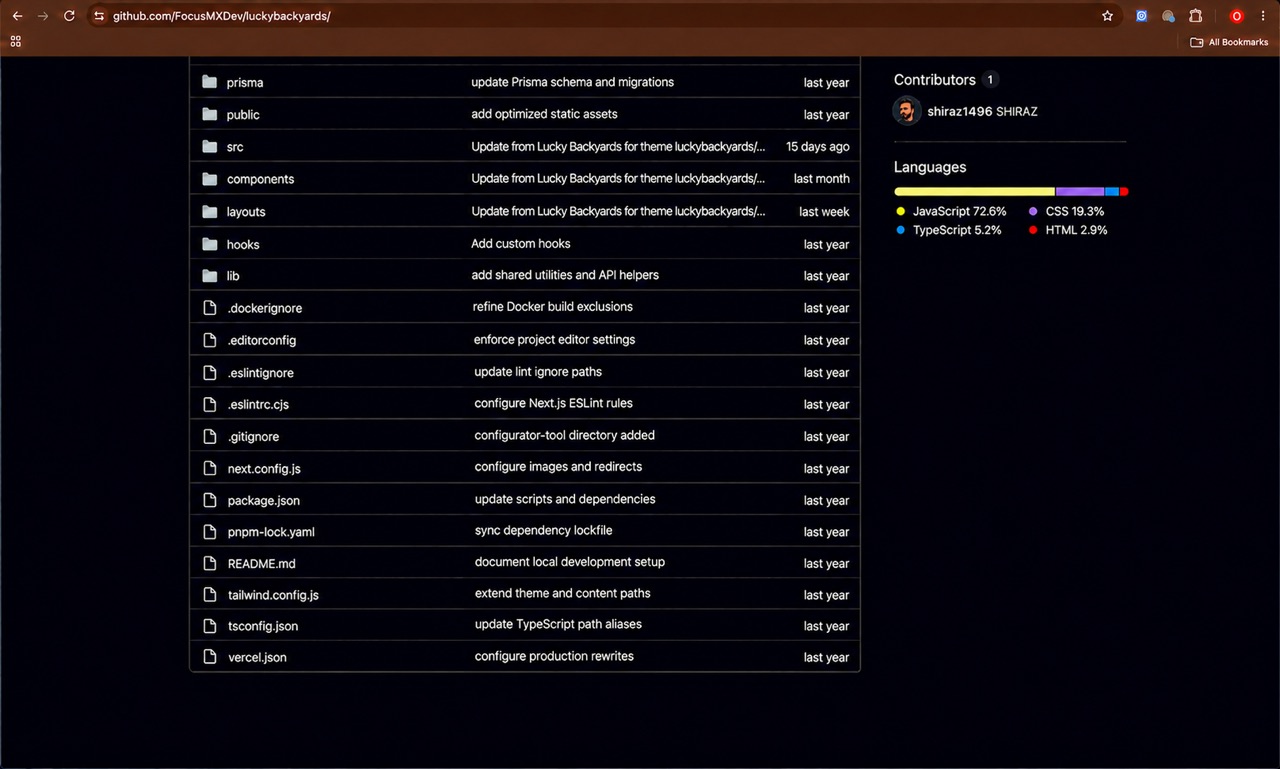 github.com/FocusMXDev/luckybackyards/
O
All Bookmarks
prisma update Prisma schema and migrations last year
public add optimized static assets last year
src Update from Lucky Backyards for theme luckybackyards/... 15 days ago
components Update from Lucky Backyards for theme luckybackyards/... last month
layouts Update from Lucky Backyards for theme luckybackyards/... last week
hooks Add custom hooks last year
lib add shared utilities and API helpers last year
.dockerignore refine Docker build exclusions last year
.editorconfig enforce project editor settings last year
.eslintignore update lint ignore paths last year
.eslintrc.cjs configure Next.js ESLint rules last year
.gitignore configurator-tool directory added last year
next.config.js configure images and redirects last year
package.json update scripts and dependencies last year
pnpm-lock.yaml sync dependency lockfile last year
README.md document local development setup last year
tailwind.config.js extend theme and content paths last year
tsconfig.json update TypeScript path aliases last year
vercel.json configure production rewrites last year
Contributors 1
shiraz1496 SHIRAZ
Languages
JavaScript 72.6% CSS 19.3%
TypeScript 5.2% HTML 2.9%